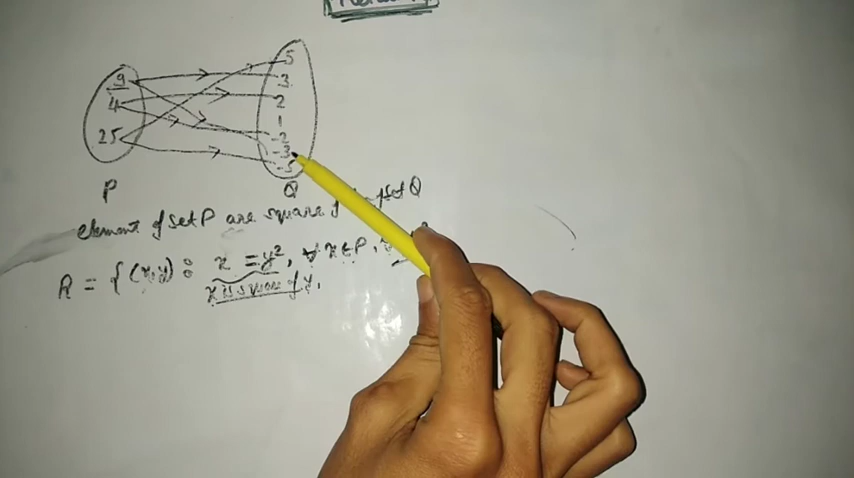 9
4
25
5
3
2
1
-2
-3
-5
P
Q
element of set P are square of set Q
R = { (x,y) : x = y², ∀ x ∈ P,
x is square of y.